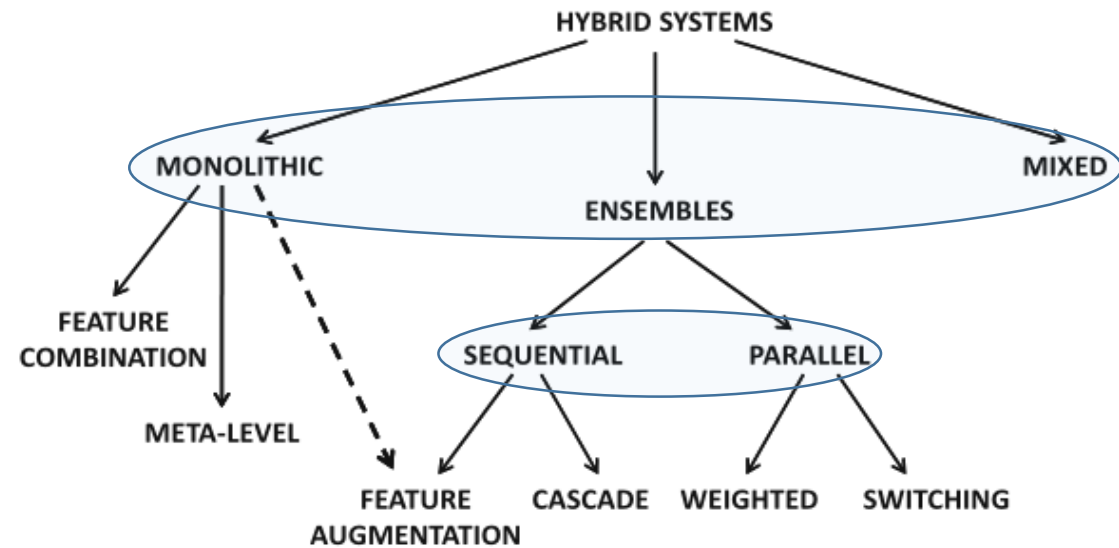 HYBRID SYSTEMS
MONOLITHIC
MIXED
ENSEMBLES
FEATURE
COMBINATION
SEQUENTIAL
PARALLEL
META-LEVEL
FEATURE
AUGMENTATION
CASCADE
WEIGHTED
SWITCHING